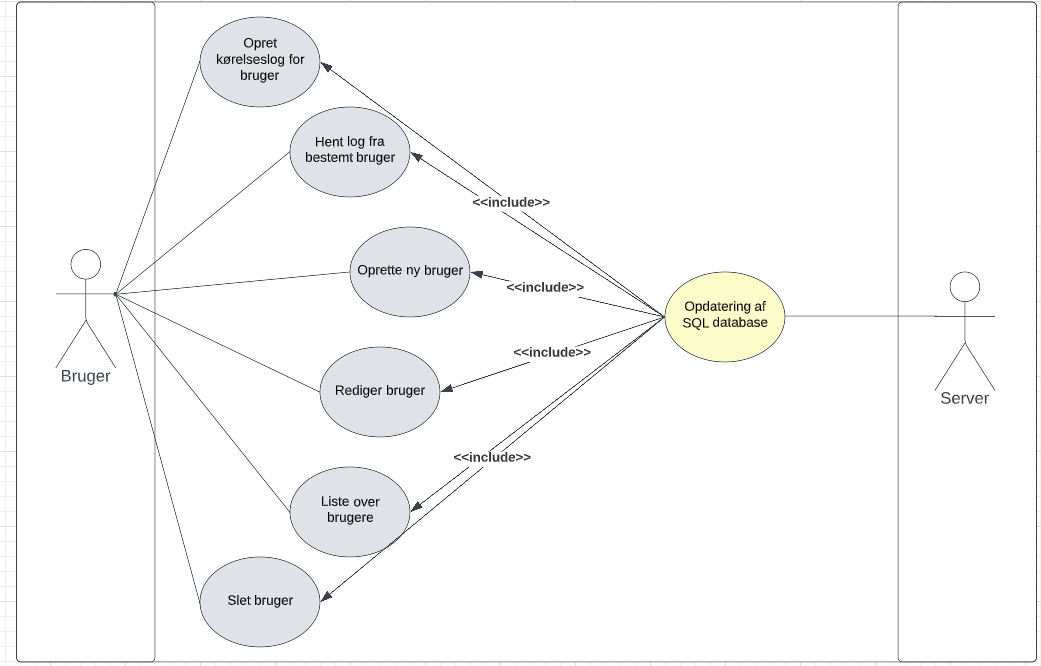 Opret
kørelseslog for
bruger
Hent log fra
bestemt bruger
<<include>>
Oprette ny bruger
<<include>>
Opdatering af
SQL database
<<include>>
Bruger
Rediger bruger
Server
<<include>>
Liste over
brugere
Slet bruger